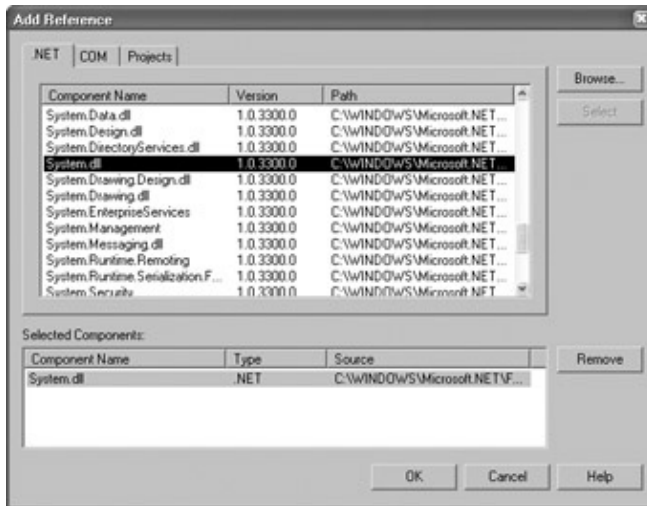 Add Reference
.NET COM Projects
Component Name Version Path
System.Data.dll 1.0.3300.0 C:\WINDOWS\Microsoft.NET...
System.Design.dll 1.0.3300.0 C:\WINDOWS\Microsoft.NET...
System.DirectoryServices.dll 1.0.3300.0 C:\WINDOWS\Microsoft.NET...
System.dll 1.0.3300.0 C:\WINDOWS\Microsoft.NET...
System.Drawing.Design.dll 1.0.3300.0 C:\WINDOWS\Microsoft.NET...
System.Drawing.dll 1.0.3300.0 C:\WINDOWS\Microsoft.NET...
System.EnterpriseServices 1.0.3300.0 C:\WINDOWS\Microsoft.NET...
System.Management 1.0.3300.0 C:\WINDOWS\Microsoft.NET...
System.Messaging.dll 1.0.3300.0 C:\WINDOWS\Microsoft.NET...
System.Runtime.Remoting 1.0.3300.0 C:\WINDOWS\Microsoft.NET...
System.Runtime.Serialization.F... 1.0.3300.0 C:\WINDOWS\Microsoft.NET...
System.Security 1.0.3300.0 C:\WINDOWS\Microsoft.NET...
Browse...
Select
Selected Components:
Component Name Type Source
System.dll .NET C:\WINDOWS\Microsoft.NET\F...
Remove
OK Cancel Help